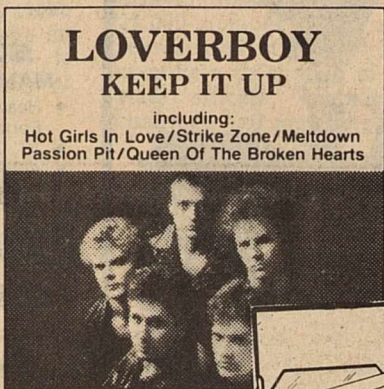 LOVERBOY
KEEP IT UP
including:
Hot Girls In Love/Strike Zone/Meltdown
Passion Pit/Queen Of The Broken Hearts